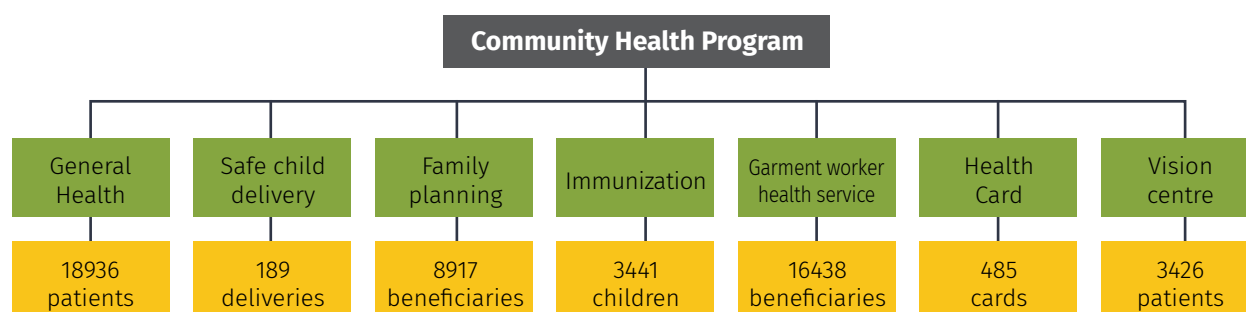 Community Health Program
General
Health
Safe child
delivery
Family
planning
Immunization
Garment worker
health service
Health
Card
Vision
centre
18936
patients
189
deliveries
8917
beneficiaries
3441
children
16438
beneficiaries
485
cards
3426
patients